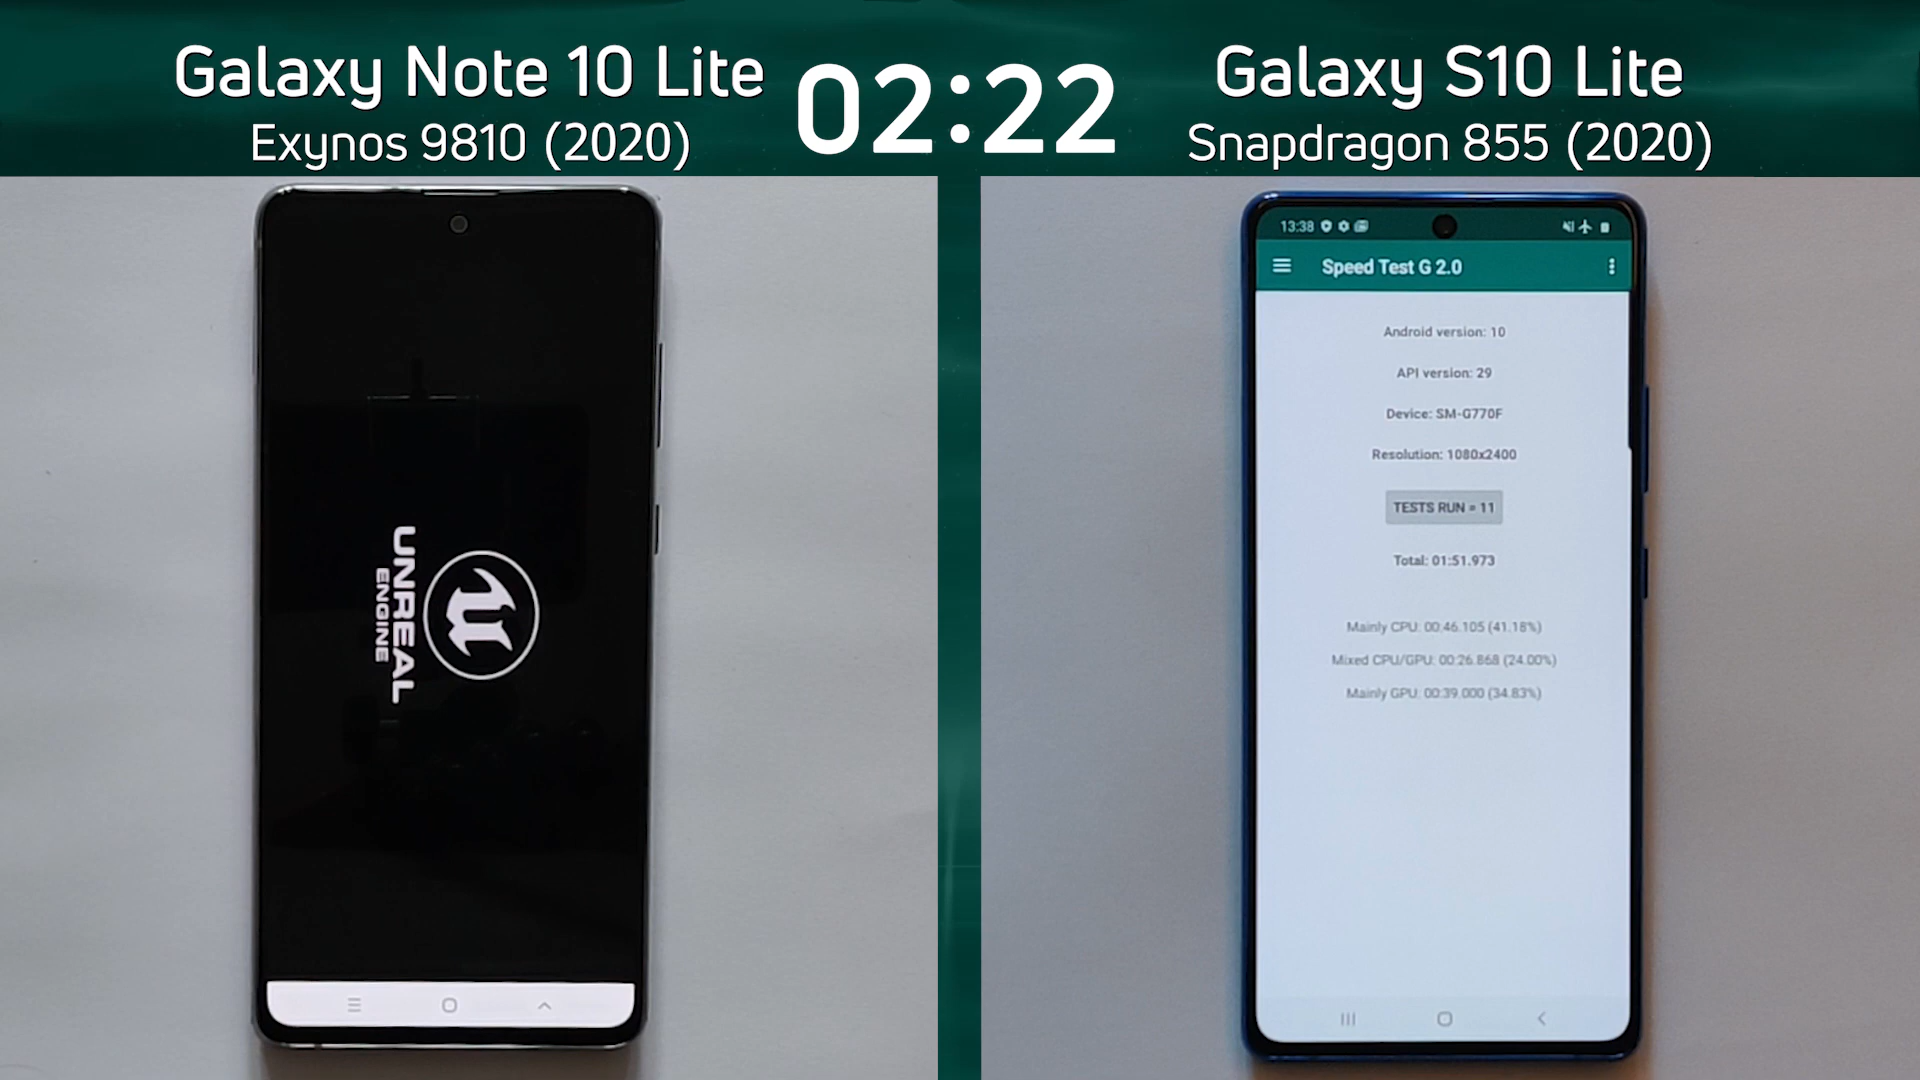 Galaxy Note 10 Lite
Exynos 9810 (2020)
02:22
Galaxy S10 Lite
Snapdragon 855 (2020)
UNREAL
ENGINE
13:38
Speed Test G 2.0
Android version: 10
API version: 29
Device: SM-G770F
Resolution: 1080x2400
TESTS RUN = 11
Total: 01:51.973
Mainly CPU: 00:46.105 (41.18%)
Mixed CPU/GPU: 00:26.868 (24.00%)
Mainly GPU: 00:39.000 (34.83%)